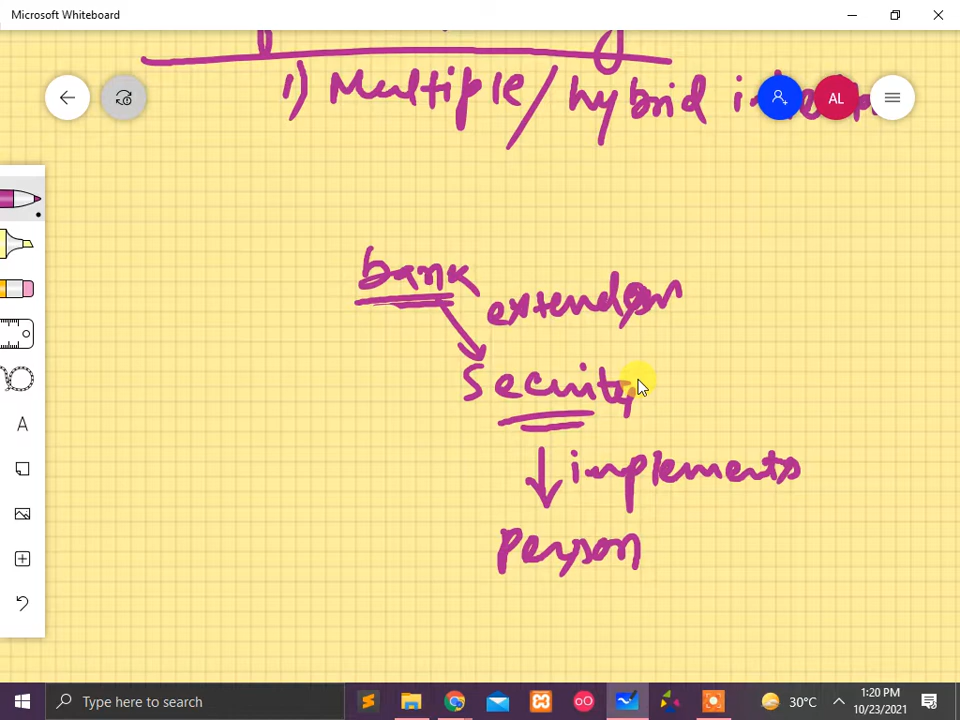 Microsoft Whiteboard
1) Multiple/hybrid
AL
bank
extends
Security
implements
person
A
Type here to search
30°C
1:20 PM
10/23/2021